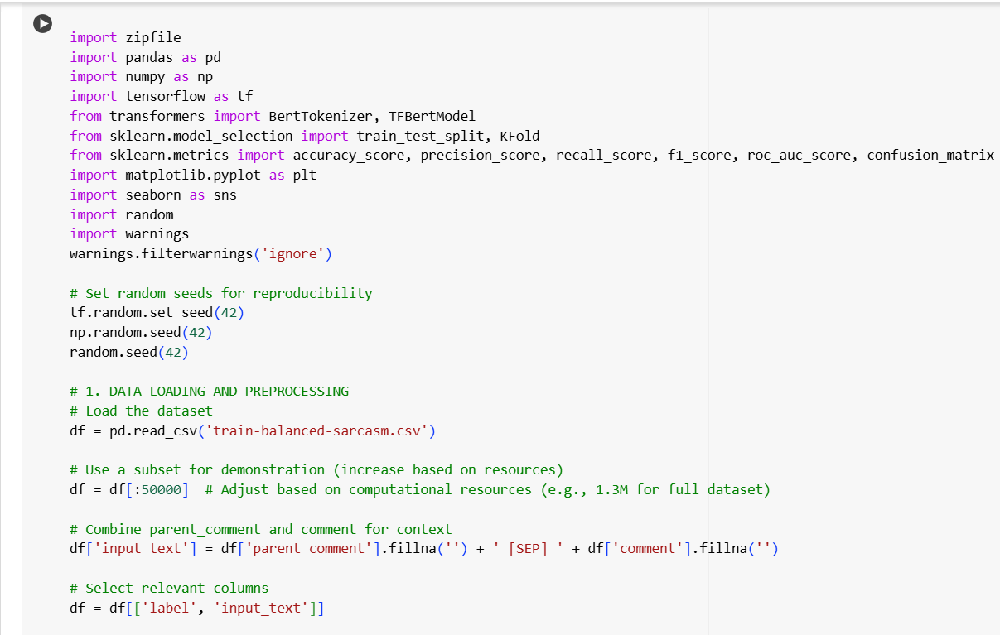 import zipfile
import pandas as pd
import numpy as np
import tensorflow as tf
from transformers import BertTokenizer, TFBertModel
from sklearn.model_selection import train_test_split, KFold
from sklearn.metrics import accuracy_score, precision_score, recall_score, f1_score, roc_auc_score, confusion_matrix
import matplotlib.pyplot as plt
import seaborn as sns
import random
import warnings
warnings.filterwarnings('ignore')
# Set random seeds for reproducibility
tf.random.set_seed(42)
np.random.seed(42)
random.seed(42)
# 1. DATA LOADING AND PREPROCESSING
# Load the dataset
df = pd.read_csv('train-balanced-sarcasm.csv')
# Use a subset for demonstration (increase based on resources)
df = df[:50000]  # Adjust based on computational resources (e.g., 1.3M for full dataset)
# Combine parent_comment and comment for context
df['input_text'] = df['parent_comment'].fillna('') + ' [SEP] ' + df['comment'].fillna('')
# Select relevant columns
df = df[['label', 'input_text']]